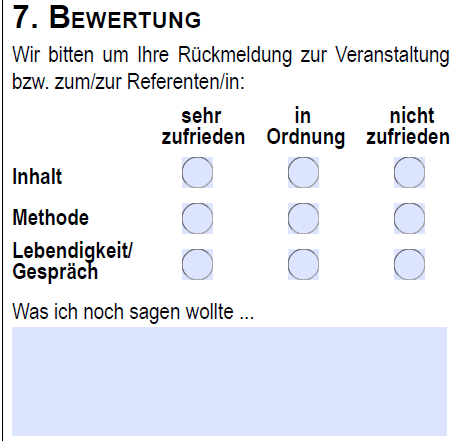 7. BEWERTUNG
Wir bitten um Ihre Rückmeldung zur Veranstaltung
bzw. zum/zur Referenten/in:
sehr zufrieden in Ordnung nicht zufrieden
Inhalt
Methode
Lebendigkeit/
Gespräch
Was ich noch sagen wollte ...